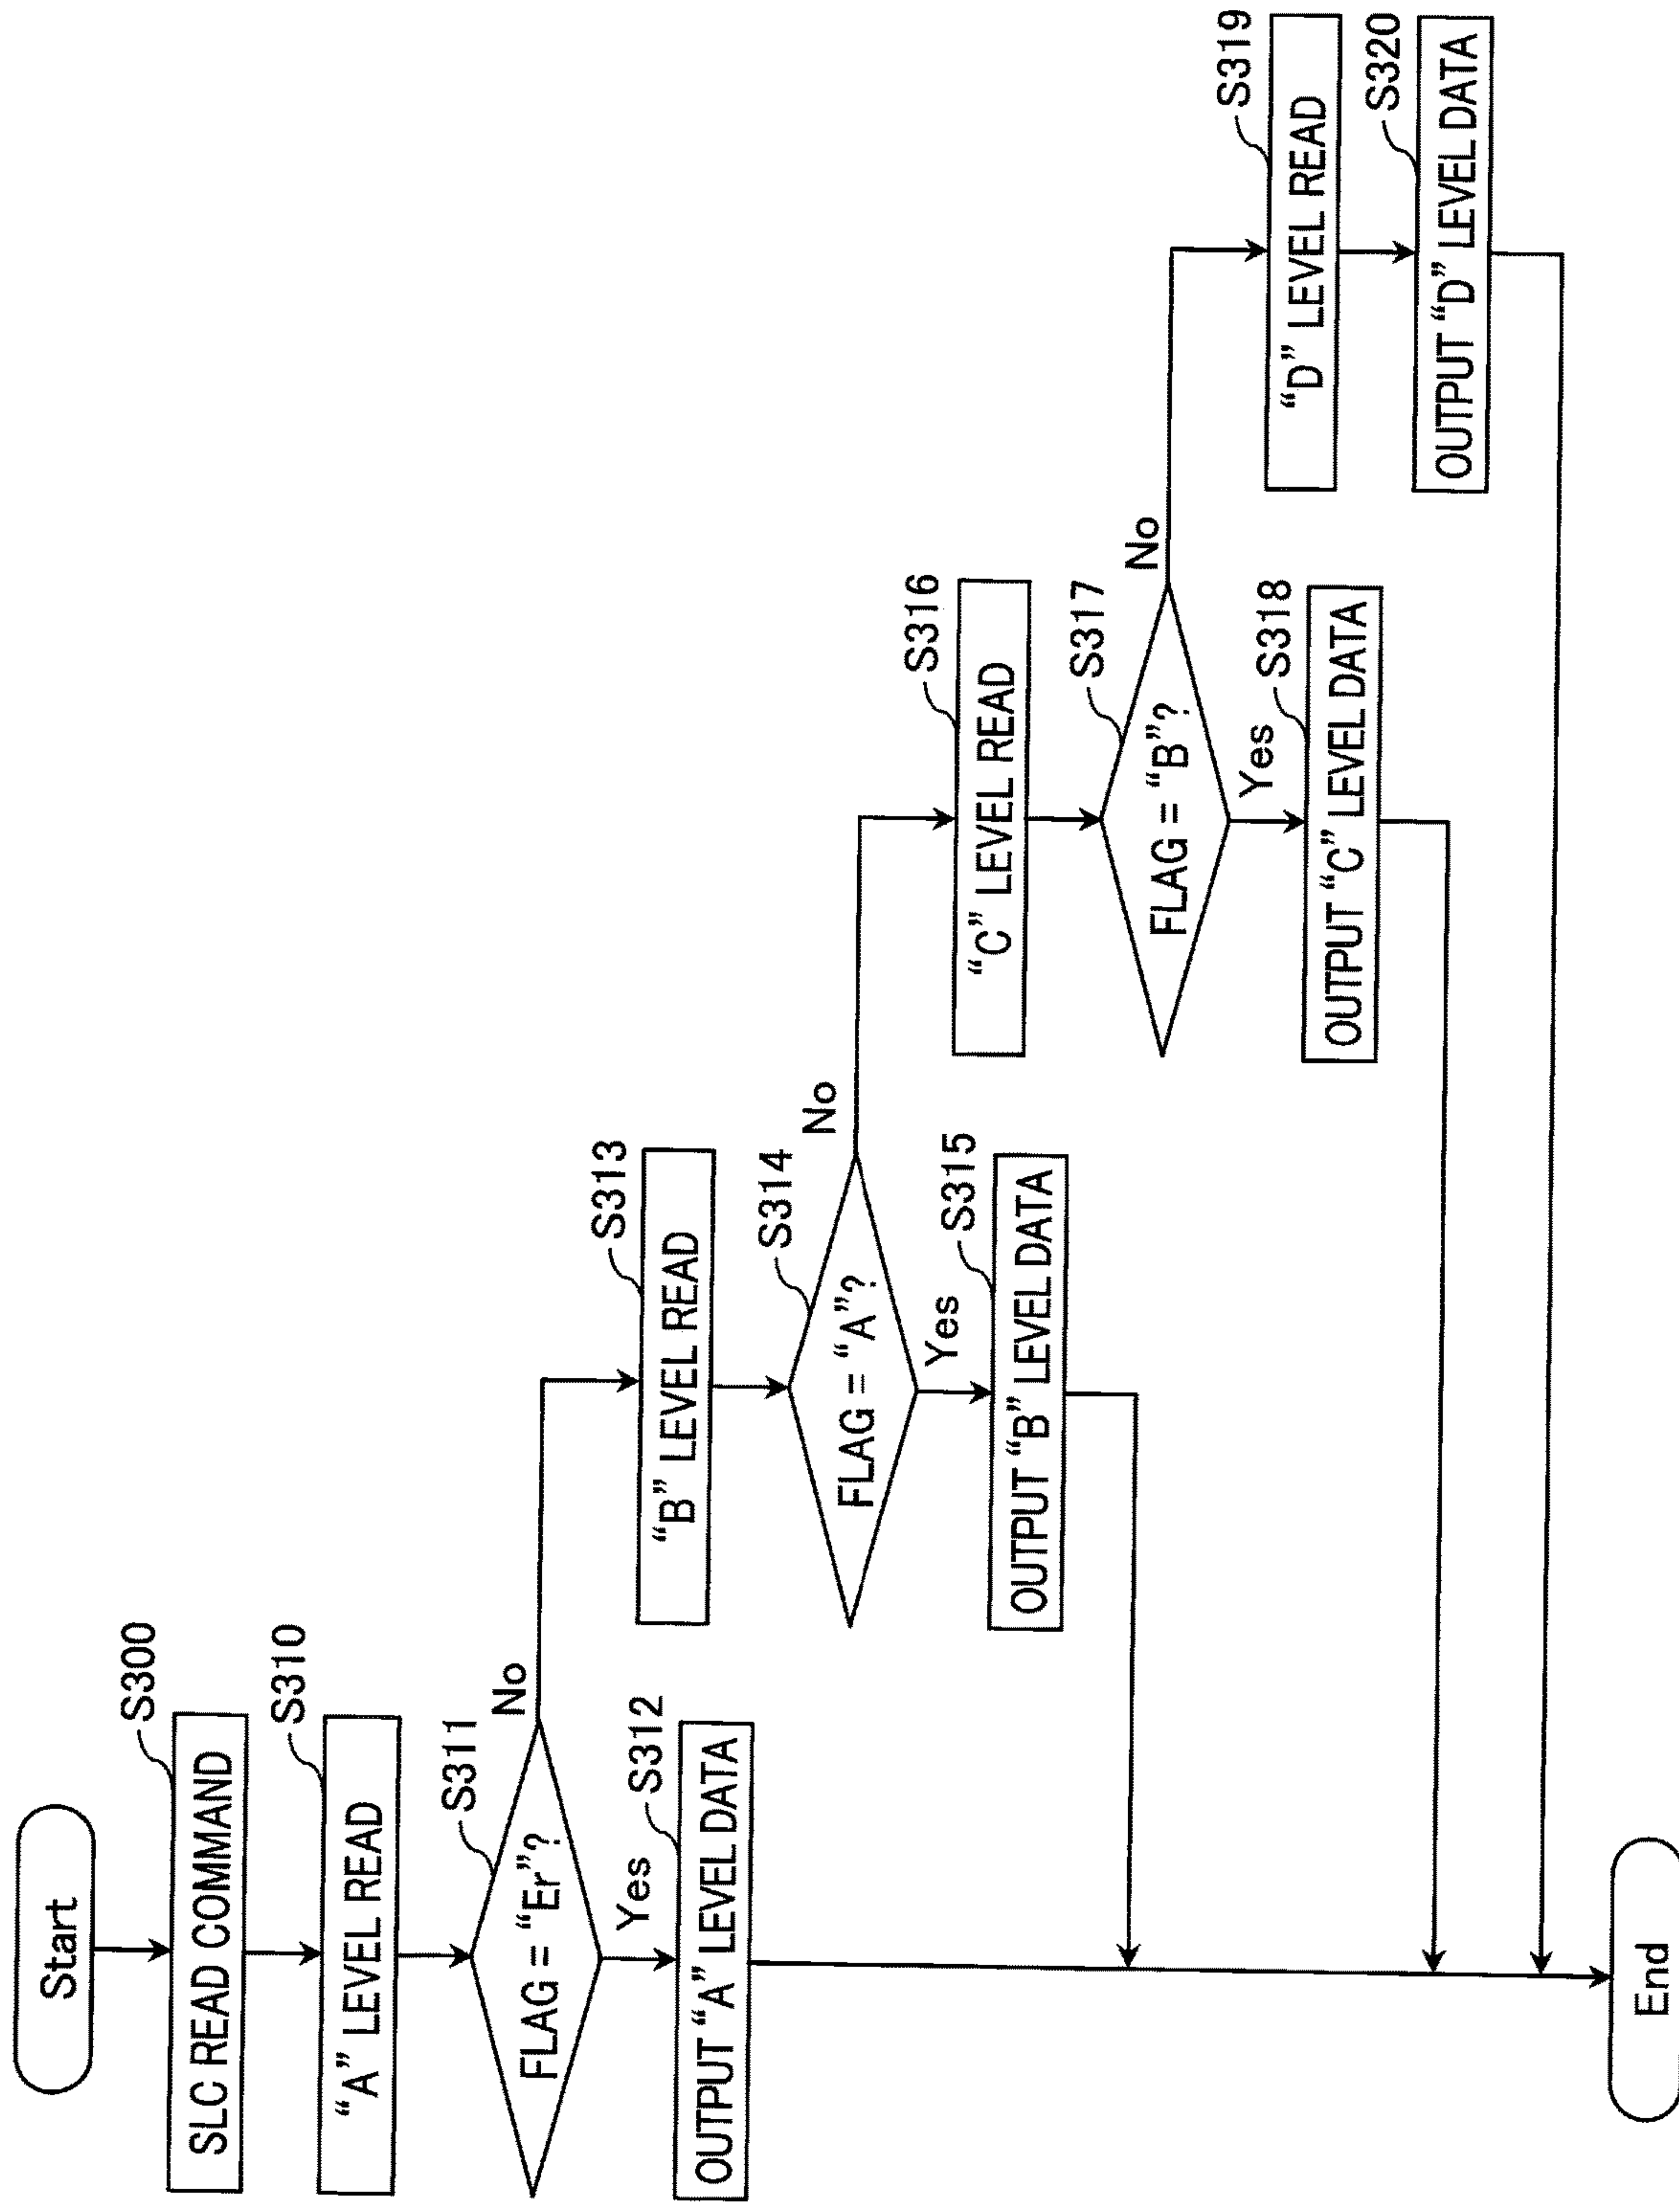 Start
S300
SLC READ COMMAND
S310
“A” LEVEL READ
S311
FLAG = “Er”?
No
Yes
S312
OUTPUT “A” LEVEL DATA
S313
“B” LEVEL READ
S314
FLAG = “A”?
No
Yes
S315
OUTPUT “B” LEVEL DATA
S316
“C” LEVEL READ
S317
FLAG = “B”?
No
Yes
S318
OUTPUT “C” LEVEL DATA
S319
“D” LEVEL READ
S320
OUTPUT “D” LEVEL DATA
End